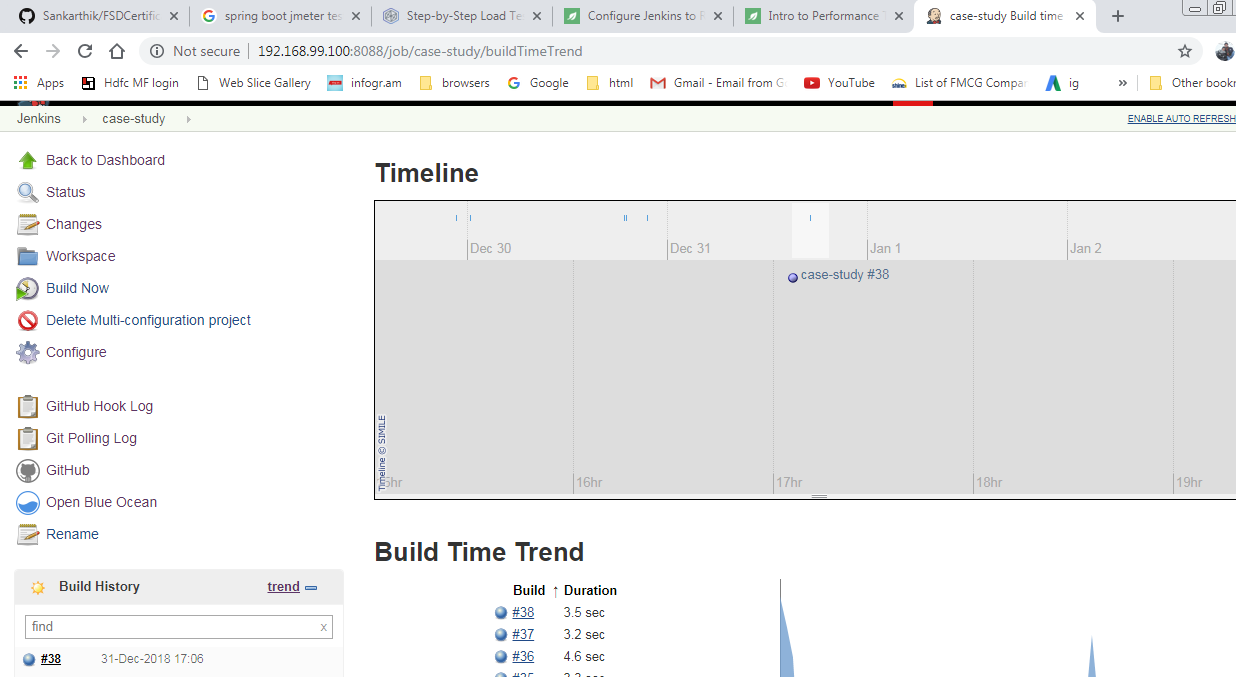 Sankarthik/FSDCertific
spring boot jmeter tes
Step-by-Step Load Te
Configure Jenkins to
Intro to Performance T
case-study Build time
Not secure | 192.168.99.100:8088/job/case-study/buildTimeTrend
Apps
Hdfc MF login
Web Slice Gallery
infogr.am
browsers
Google
html
Gmail - Email from G
YouTube
List of FMCG Compar
ig
»
Other bookr
Jenkins
case-study
ENABLE AUTO REFRESH
Back to Dashboard
Status
Changes
Workspace
Build Now
Delete Multi-configuration project
Configure
GitHub Hook Log
Git Polling Log
GitHub
Open Blue Ocean
Rename
Build History
trend
find
x
#38 31-Dec-2018 17:06
Timeline
Dec 30
Dec 31
Jan 1
Jan 2
case-study #38
Timeline © SIMILE
16hr
17hr
18hr
19hr
Build Time Trend
Build ↑ Duration
#38 3.5 sec
#37 3.2 sec
#36 4.6 sec